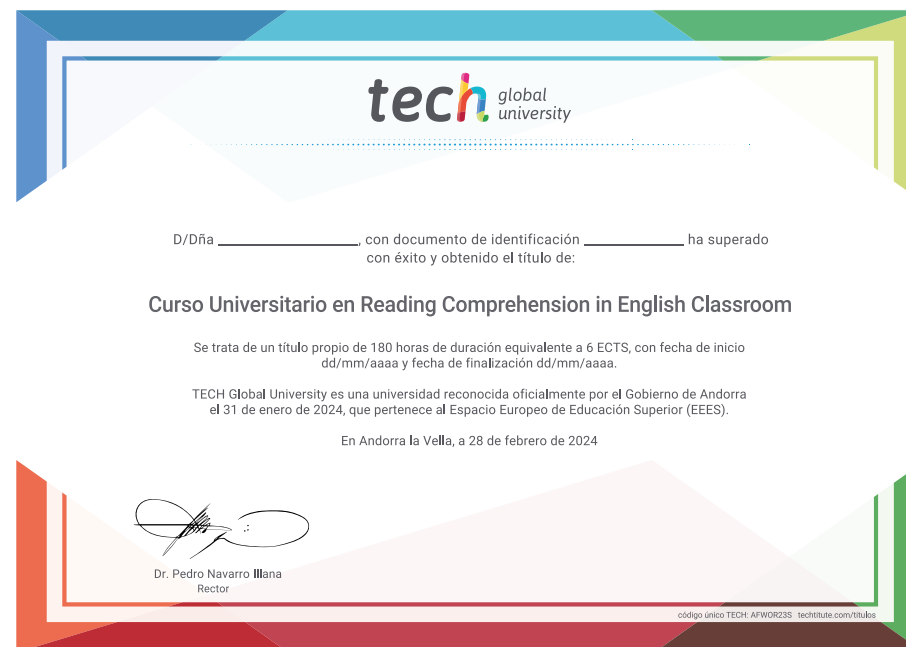 tech global university
D/Dña ____________________, con documento de identificación ______________ ha superado
con éxito y obtenido el título de:
Curso Universitario en Reading Comprehension in English Classroom
Se trata de un título propio de 180 horas de duración equivalente a 6 ECTS, con fecha de inicio
dd/mm/aaaa y fecha de finalización dd/mm/aaaa.
TECH Global University es una universidad reconocida oficialmente por el Gobierno de Andorra
el 31 de enero de 2024, que pertenece al Espacio Europeo de Educación Superior (EEES).
En Andorra la Vella, a 28 de febrero de 2024
Dr. Pedro Navarro Illana
Rector
código único TECH: AFWOR23S techtitute.com/titulos